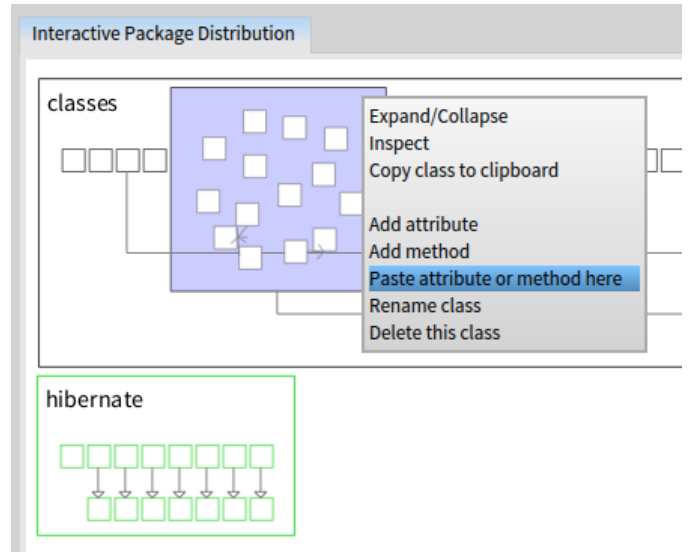 Interactive Package Distribution
classes
Expand/Collapse
Inspect
Copy class to clipboard
Add attribute
Add method
Paste attribute or method here
Rename class
Delete this class
hibernate